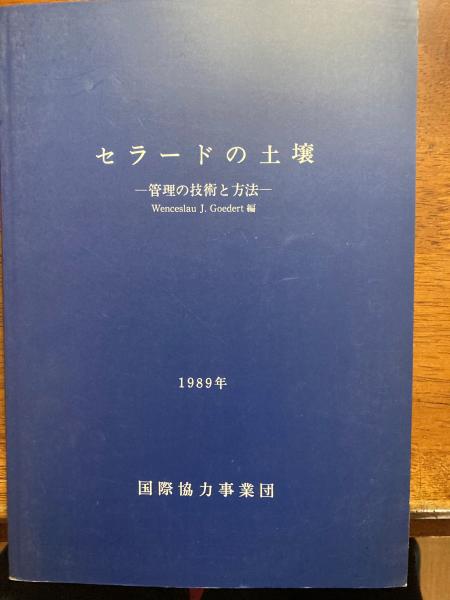 セラードの土壌
―管理の技術と方法―
Wenceslau J. Goedert 編
1989年
国際協力事業団